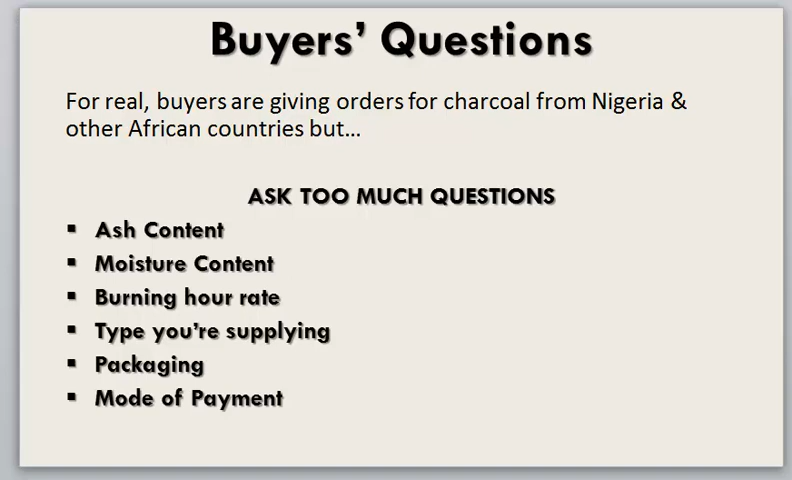 Buyers’ Questions
For real, buyers are giving orders for charcoal from Nigeria &
other African countries but…
ASK TOO MUCH QUESTIONS
▪ Ash Content
▪ Moisture Content
▪ Burning hour rate
▪ Type you’re supplying
▪ Packaging
▪ Mode of Payment